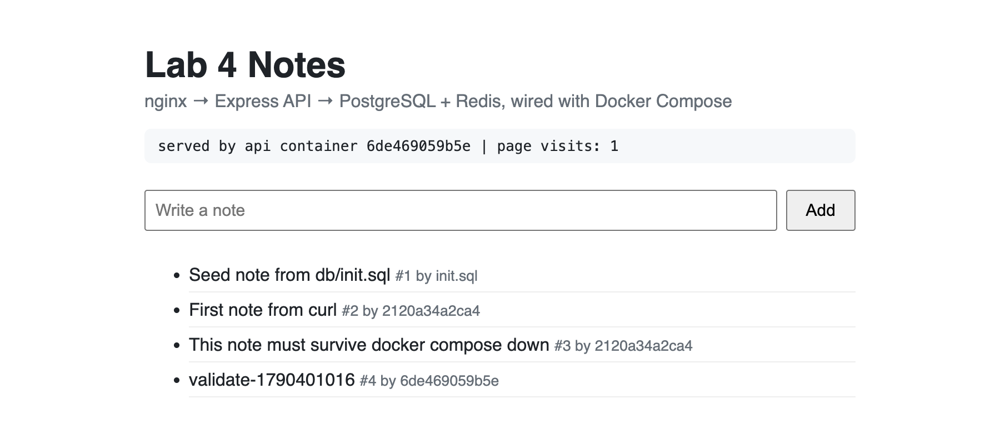 Lab 4 Notes
nginx → Express API → PostgreSQL + Redis, wired with Docker Compose
served by api container 6de469059b5e | page visits: 1
Write a note
Add
• Seed note from db/init.sql #1 by init.sql
• First note from curl #2 by 2120a34a2ca4
• This note must survive docker compose down #3 by 2120a34a2ca4
• validate-1790401016 #4 by 6de469059b5e